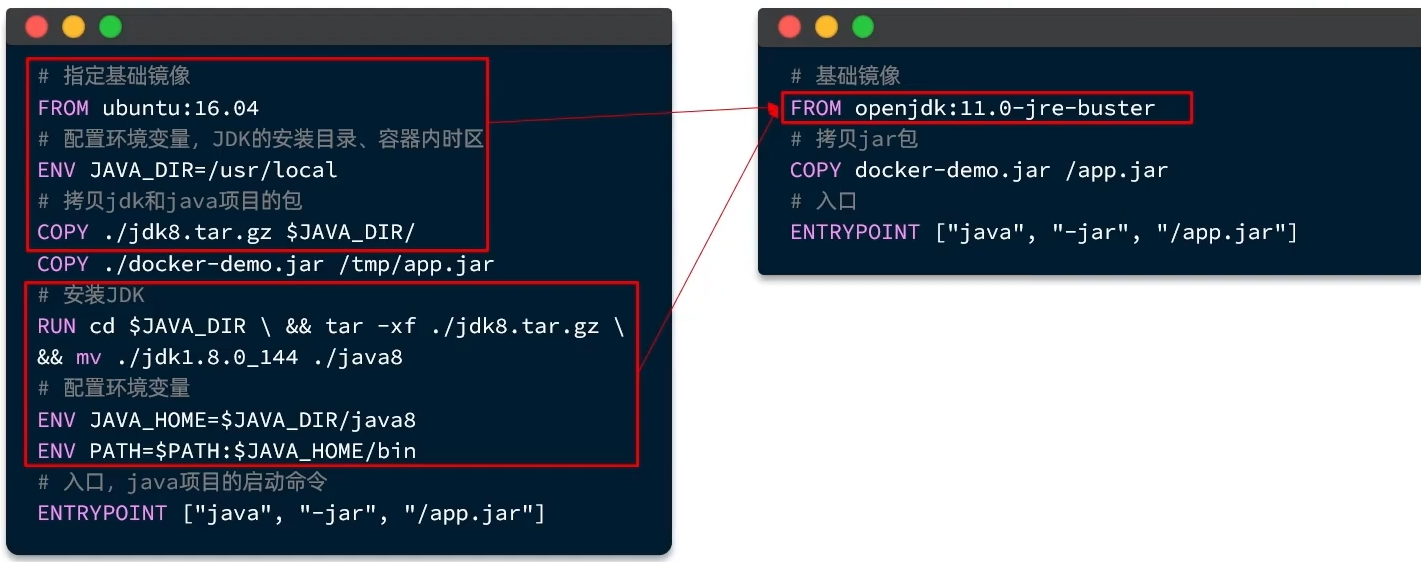 # 指定基础镜像
FROM ubuntu:16.04
# 配置环境变量，JDK的安装目录、容器内时区
ENV JAVA_DIR=/usr/local
# 拷贝jdk和java项目的包
COPY ./jdk8.tar.gz $JAVA_DIR/
COPY ./docker-demo.jar /tmp/app.jar
# 安装JDK
RUN cd $JAVA_DIR \ && tar -xf ./jdk8.tar.gz \
&& mv ./jdk1.8.0_144 ./java8
# 配置环境变量
ENV JAVA_HOME=$JAVA_DIR/java8
ENV PATH=$PATH:$JAVA_HOME/bin
# 入口，java项目的启动命令
ENTRYPOINT ["java", "-jar", "/app.jar"]
# 基础镜像
FROM openjdk:11.0-jre-buster
# 拷贝jar包
COPY docker-demo.jar /app.jar
# 入口
ENTRYPOINT ["java", "-jar", "/app.jar"]